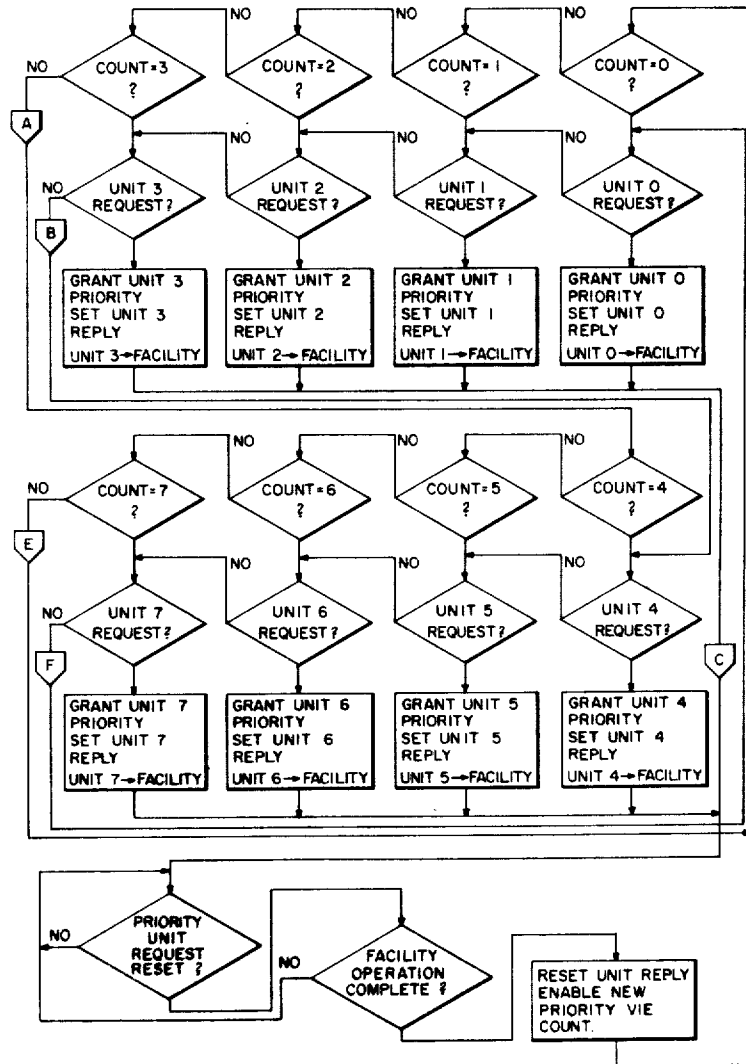 NO
NO
NO
NO
NO
COUNT=3
?
COUNT=2
?
COUNT=1
?
COUNT=0
?
A
NO
NO
NO
NO
UNIT 3
REQUEST?
UNIT 2
REQUEST?
UNIT 1
REQUEST?
UNIT 0
REQUEST?
B
GRANT UNIT 3
PRIORITY
SET UNIT 3
REPLY
UNIT 3→FACILITY
GRANT UNIT 2
PRIORITY
SET UNIT 2
REPLY
UNIT 2→FACILITY
GRANT UNIT 1
PRIORITY
SET UNIT 1
REPLY
UNIT 1→FACILITY
GRANT UNIT 0
PRIORITY
SET UNIT 0
REPLY
UNIT 0→FACILITY
NO
NO
NO
NO
COUNT=7
?
COUNT=6
?
COUNT=5
?
COUNT=4
?
E
NO
NO
NO
NO
UNIT 7
REQUEST?
UNIT 6
REQUEST?
UNIT 5
REQUEST?
UNIT 4
REQUEST?
F
C
GRANT UNIT 7
PRIORITY
SET UNIT 7
REPLY
UNIT 7→FACILITY
GRANT UNIT 6
PRIORITY
SET UNIT 6
REPLY
UNIT 6→FACILITY
GRANT UNIT 5
PRIORITY
SET UNIT 5
REPLY
UNIT 5→FACILITY
GRANT UNIT 4
PRIORITY
SET UNIT 4
REPLY
UNIT 4→FACILITY
NO
PRIORITY
UNIT
REQUEST
RESET ?
NO
FACILITY
OPERATION
COMPLETE ?
RESET UNIT REPLY
ENABLE NEW
PRIORITY VIE
COUNT.